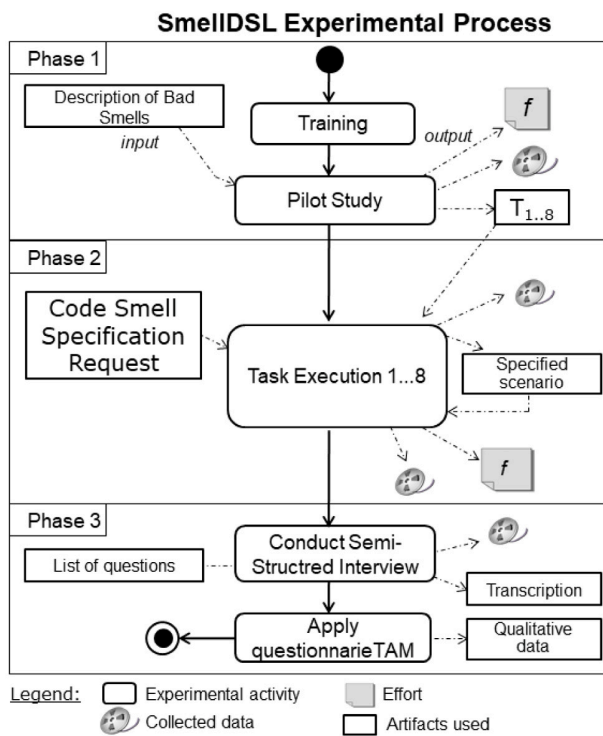 SmellDSL Experimental Process
Phase 1
Description of Bad
Smells
input
Training
output
f
Pilot Study
T1..8
Phase 2
Code Smell
Specification
Request
Task Execution 1...8
Specified
scenario
f
Phase 3
List of questions
Conduct Semi-
Structred Interview
Transcription
Apply
questionnarieTAM
Qualitative
data
Legend:
Experimental activity
Effort
Collected data
Artifacts used